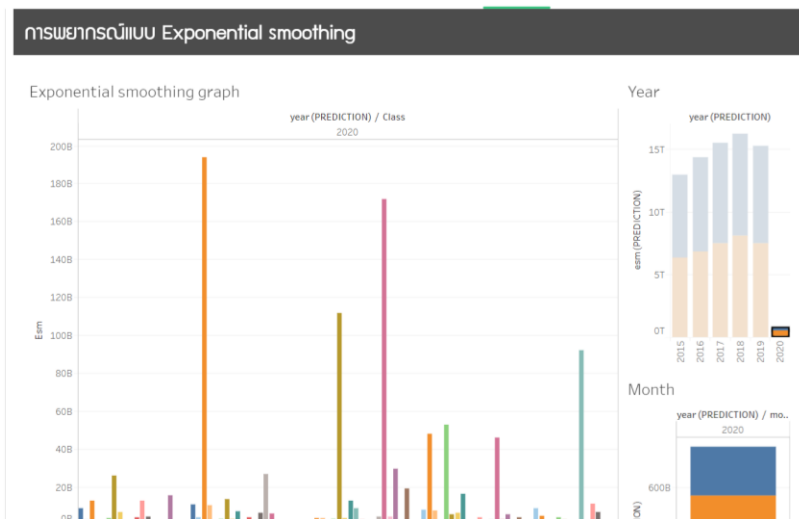 การพยากรณ์แบบ Exponential smoothing
Exponential smoothing graph
year (PREDICTION) / Class
2020
200B
180B
160B
140B
120B
100B
80B
60B
40B
20B
0B
Esm
Year
year (PREDICTION)
15T
10T
5T
0T
esm (PREDICTION)
2015
2016
2017
2018
2019
2020
Month
year (PREDICTION) / mo..
2020
600B